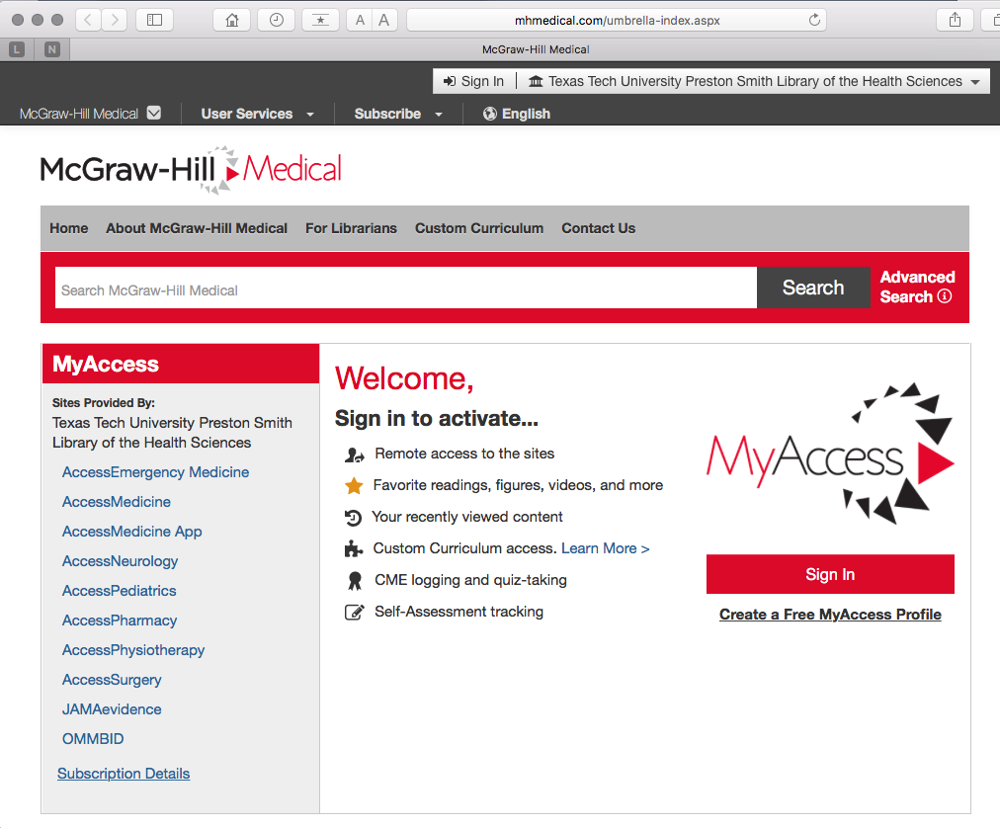 A A
mhmedical.com/umbrella-index.aspx
L N McGraw-Hill Medical
Sign In Texas Tech University Preston Smith Library of the Health Sciences
McGraw-Hill Medical User Services Subscribe English
McGraw-Hill Medical
Home About McGraw-Hill Medical For Librarians Custom Curriculum Contact Us
Search McGraw-Hill Medical Search Advanced
Search
MyAccess
Sites Provided By:
Texas Tech University Preston Smith
Library of the Health Sciences
AccessEmergency Medicine
AccessMedicine
AccessMedicine App
AccessNeurology
AccessPediatrics
AccessPharmacy
AccessPhysiotherapy
AccessSurgery
JAMAevidence
OMMBID
Subscription Details
Welcome,
Sign in to activate...
Remote access to the sites
Favorite readings, figures, videos, and more
Your recently viewed content
Custom Curriculum access. Learn More >
CME logging and quiz-taking
Self-Assessment tracking
MyAccess
Sign In
Create a Free MyAccess Profile